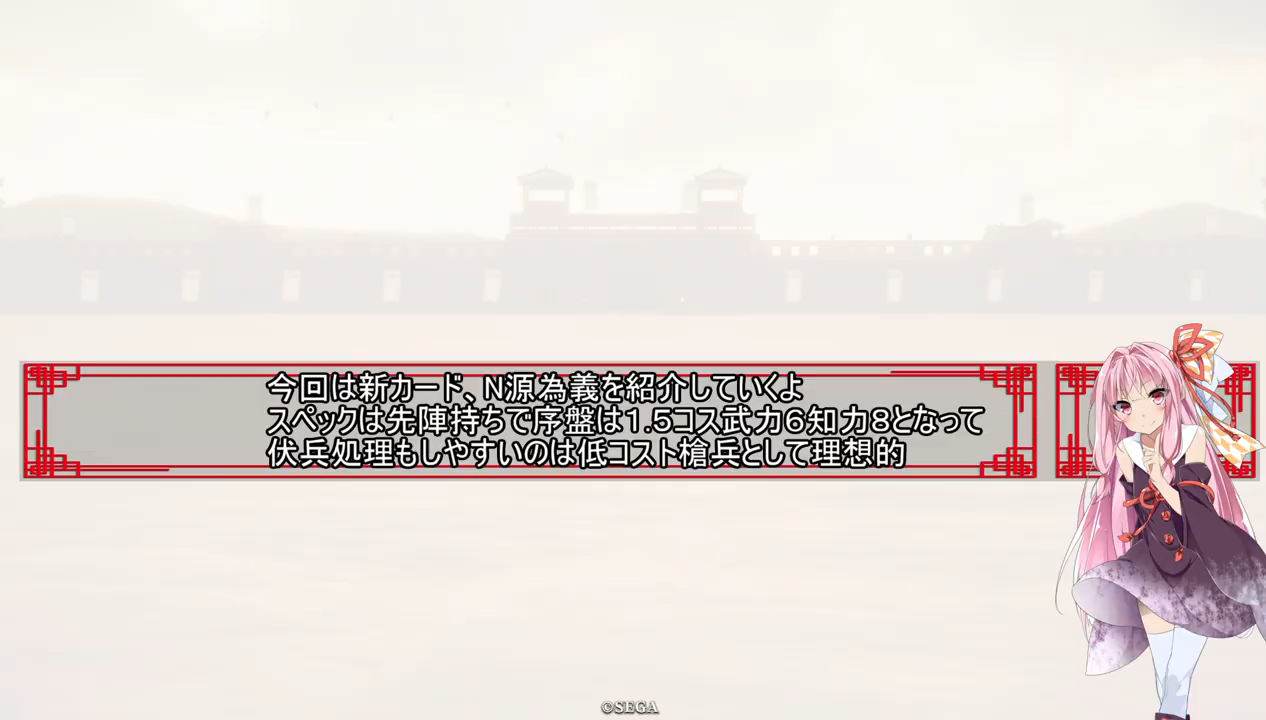 今回は新カード、N源為義を紹介していくよ
スペックは先陣持ちで序盤は1.5コス武力6知力8となって
伏兵処理もしやすいのは低コスト槍兵として理想的
©SEGA